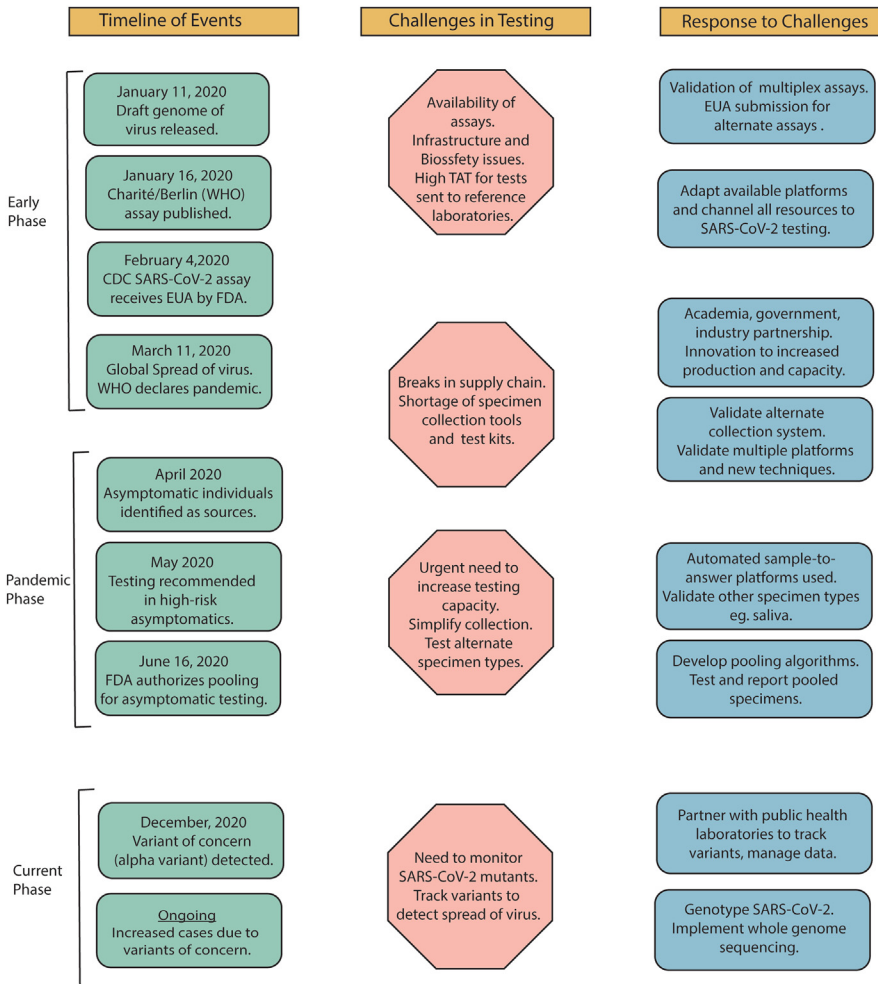 Timeline of Events
Challenges in Testing
Response to Challenges
Early
Phase
January 11, 2020
Draft genome of
virus released.
January 16, 2020
Charité/Berlin (WHO)
assay published.
February 4,2020
CDC SARS-CoV-2 assay
receives EUA by FDA.
March 11, 2020
Global Spread of virus.
WHO declares pandemic.
Availability of
assays.
Infrastructure and
Biossfety issues.
High TAT for tests
sent to reference
laboratories.
Breaks in supply chain.
Shortage of specimen
collection tools
and test kits.
Validation of multiplex assays.
EUA submission for
alternate assays .
Adapt available platforms
and channel all resources to
SARS-CoV-2 testing.
Academia, government,
industry partnership.
Innovation to increased
production and capacity.
Validate alternate
collection system.
Validate multiple platforms
and new techniques.
Pandemic
Phase
April 2020
Asymptomatic individuals
identified as sources.
May 2020
Testing recommended
in high-risk
asymptomatics.
June 16, 2020
FDA authorizes pooling
for asymptomatic testing.
Urgent need to
increase testing
capacity.
Simplify collection.
Test alternate
specimen types.
Automated sample-to-
answer platforms used.
Validate other specimen types
eg. saliva.
Develop pooling algorithms.
Test and report pooled
specimens.
Current
Phase
December, 2020
Variant of concern
(alpha variant) detected.
Ongoing
Increased cases due to
variants of concern.
Need to monitor
SARS-CoV-2 mutants.
Track variants to
detect spread of virus.
Partner with public health
laboratories to track
variants, manage data.
Genotype SARS-CoV-2.
Implement whole genome
sequencing.